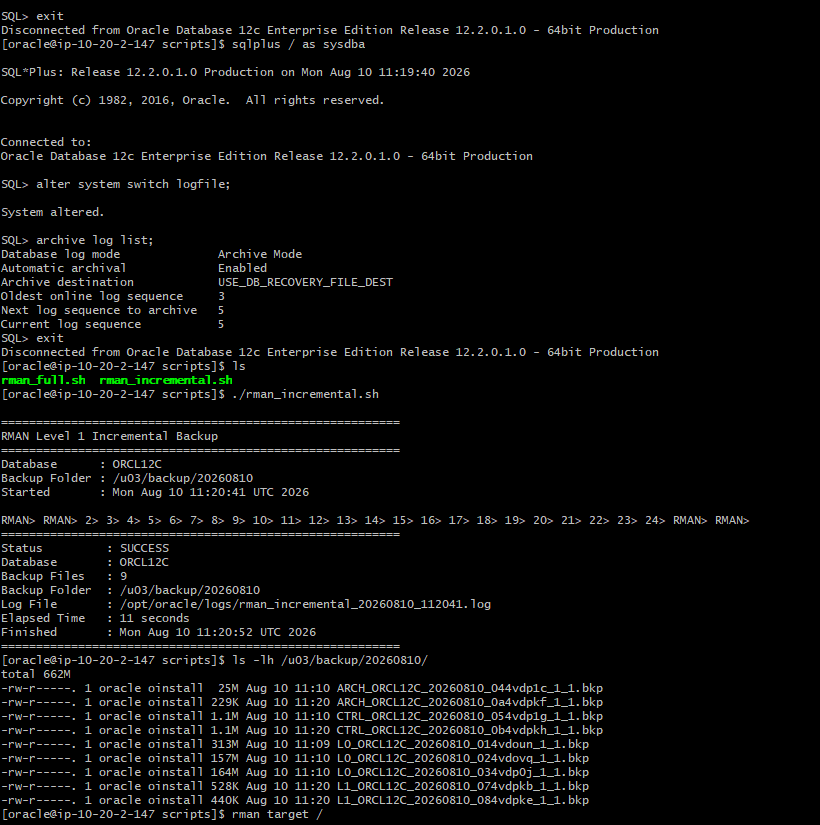 SQL> exit
Disconnected from Oracle Database 12c Enterprise Edition Release 12.2.0.1.0 - 64bit Production
[oracle@ip-10-20-2-147 scripts]$ sqlplus / as sysdba

SQL*Plus: Release 12.2.0.1.0 Production on Mon Aug 10 11:19:40 2026

Copyright (c) 1982, 2016, Oracle.  All rights reserved.


Connected to:
Oracle Database 12c Enterprise Edition Release 12.2.0.1.0 - 64bit Production

SQL> alter system switch logfile;

System altered.

SQL> archive log list;
Database log mode              Archive Mode
Automatic archival             Enabled
Archive destination            USE_DB_RECOVERY_FILE_DEST
Oldest online log sequence     3
Next log sequence to archive   5
Current log sequence           5
SQL> exit
Disconnected from Oracle Database 12c Enterprise Edition Release 12.2.0.1.0 - 64bit Production
[oracle@ip-10-20-2-147 scripts]$ ls
rman_full.sh  rman_incremental.sh
[oracle@ip-10-20-2-147 scripts]$ ./rman_incremental.sh

=========================================================
RMAN Level 1 Incremental Backup
=========================================================
Database      : ORCL12C
Backup Folder : /u03/backup/20260810
Started       : Mon Aug 10 11:20:41 UTC 2026

RMAN> RMAN> 2> 3> 4> 5> 6> 7> 8> 9> 10> 11> 12> 13> 14> 15> 16> 17> 18> 19> 20> 21> 22> 23> 24> RMAN> RMAN>
=========================================================
Status         : SUCCESS
Database       : ORCL12C
Backup Files   : 9
Backup Folder  : /u03/backup/20260810
Log File       : /opt/oracle/logs/rman_incremental_20260810_112041.log
Elapsed Time   : 11 seconds
Finished       : Mon Aug 10 11:20:52 UTC 2026
=========================================================
[oracle@ip-10-20-2-147 scripts]$ ls -lh /u03/backup/20260810/
total 662M
-rw-r-----. 1 oracle oinstall  25M Aug 10 11:10 ARCH_ORCL12C_20260810_044vdp1c_1_1.bkp
-rw-r-----. 1 oracle oinstall 229K Aug 10 11:20 ARCH_ORCL12C_20260810_0a4vdpkf_1_1.bkp
-rw-r-----. 1 oracle oinstall 1.1M Aug 10 11:10 CTRL_ORCL12C_20260810_054vdp1g_1_1.bkp
-rw-r-----. 1 oracle oinstall 1.1M Aug 10 11:20 CTRL_ORCL12C_20260810_0b4vdpkh_1_1.bkp
-rw-r-----. 1 oracle oinstall 313M Aug 10 11:09 L0_ORCL12C_20260810_014vdoun_1_1.bkp
-rw-r-----. 1 oracle oinstall 157M Aug 10 11:10 L0_ORCL12C_20260810_024vdovq_1_1.bkp
-rw-r-----. 1 oracle oinstall 164M Aug 10 11:10 L0_ORCL12C_20260810_034vdp0j_1_1.bkp
-rw-r-----. 1 oracle oinstall 528K Aug 10 11:20 L1_ORCL12C_20260810_074vdpkb_1_1.bkp
-rw-r-----. 1 oracle oinstall 440K Aug 10 11:20 L1_ORCL12C_20260810_084vdpke_1_1.bkp
[oracle@ip-10-20-2-147 scripts]$ rman target /